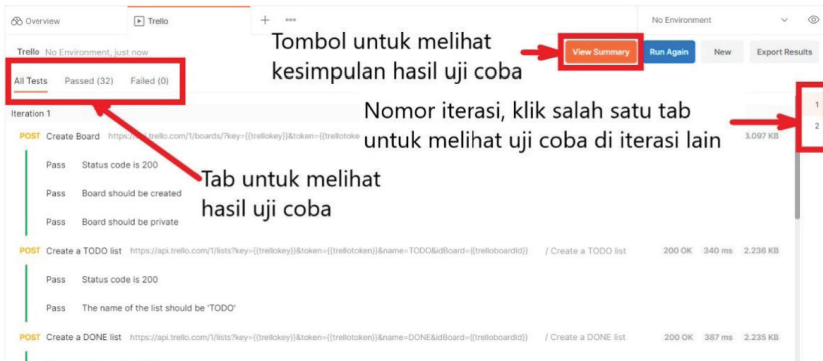 Overview
Trello
+
No Environment
Trello No Environment, just now
View Summary
Run Again
New
Export Results
Tombol untuk melihat
kesimpulan hasil uji coba
All Tests Passed (32) Failed (0)
Iteration 1
Nomor iterasi, klik salah satu tab
untuk melihat uji coba di iterasi lain
1
2
POST Create Board 3.097 KB
Pass Status code is 200
Tab untuk melihat
hasil uji coba
Pass Board should be created
Pass Board should be private
POST Create a TODO list https://api.trello.com/1/lists?key={{trellokey}}&token={{trellotoken}}&name=TODO&idBoard={{trelloboardid}} / Create a TODO list 200 OK 340 ms 2.236 KB
Pass Status code is 200
Pass The name of the list should be 'TODO'
POST Create a DONE list https://api.trello.com/1/lists?key={{trellokey}}&token={{trellotoken}}&name=DONE&idBoard={{trelloboardid}} / Create a DONE list 200 OK 387 ms 2.235 KB